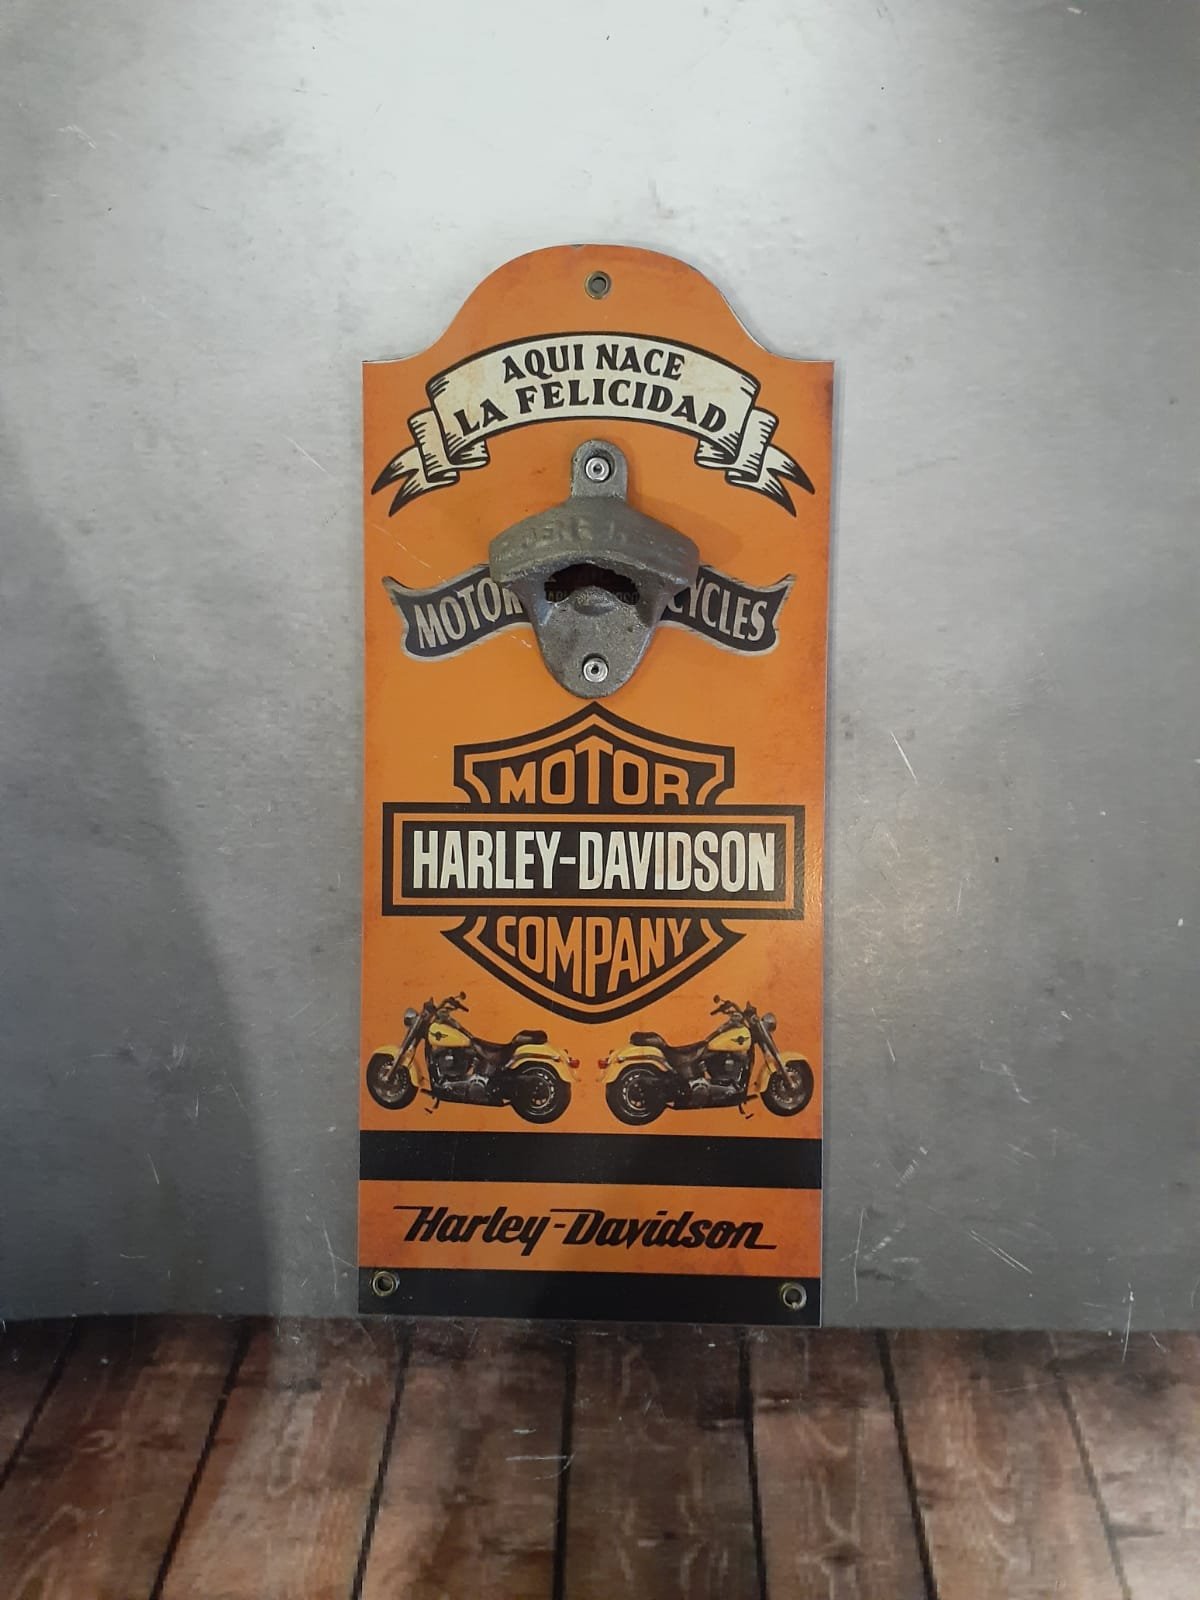 AQUI NACE
LA FELICIDAD
MOTOR CYCLES
MOTOR
HARLEY-DAVIDSON
COMPANY
Harley-Davidson